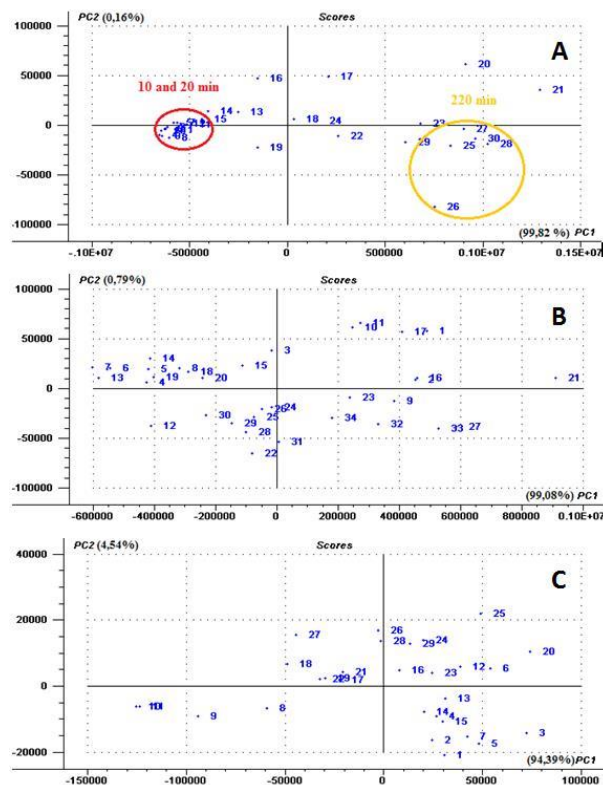 PC2 (0,16%) Scores
100000 A
20
16 17
50000 21
10 and 20 min 220 min
14 13
15 18 24 23 27
0
22 30
29 25 28
8
19
-50000
26
-100000 (99,82 %) PC1
-.10E+07 -500000 0 500000 0.10E+07 0.15E+07
PC2 (0,79%) Scores
100000 B
11
10 17 1
50000
14 3
7 6 5 8 15
13 4 19 18 20 2 16 21
0
23 9
30 26 24
12 29 25 34 32
28 33 27
-50000 31
22
-100000 (99,08%) PC1
-600000 -400000 -200000 0 200000 400000 600000 800000 0.10E+07
PC2 (4,54%) Scores
40000 C
25
20000
27 26
28 29 24 20
18
21 16 23 12 6
17
0
13
8 14 4 3
9 15
2 7 5
-20000 1
(94,39%) PC1
-150000 -100000 -50000 0 50000 100000